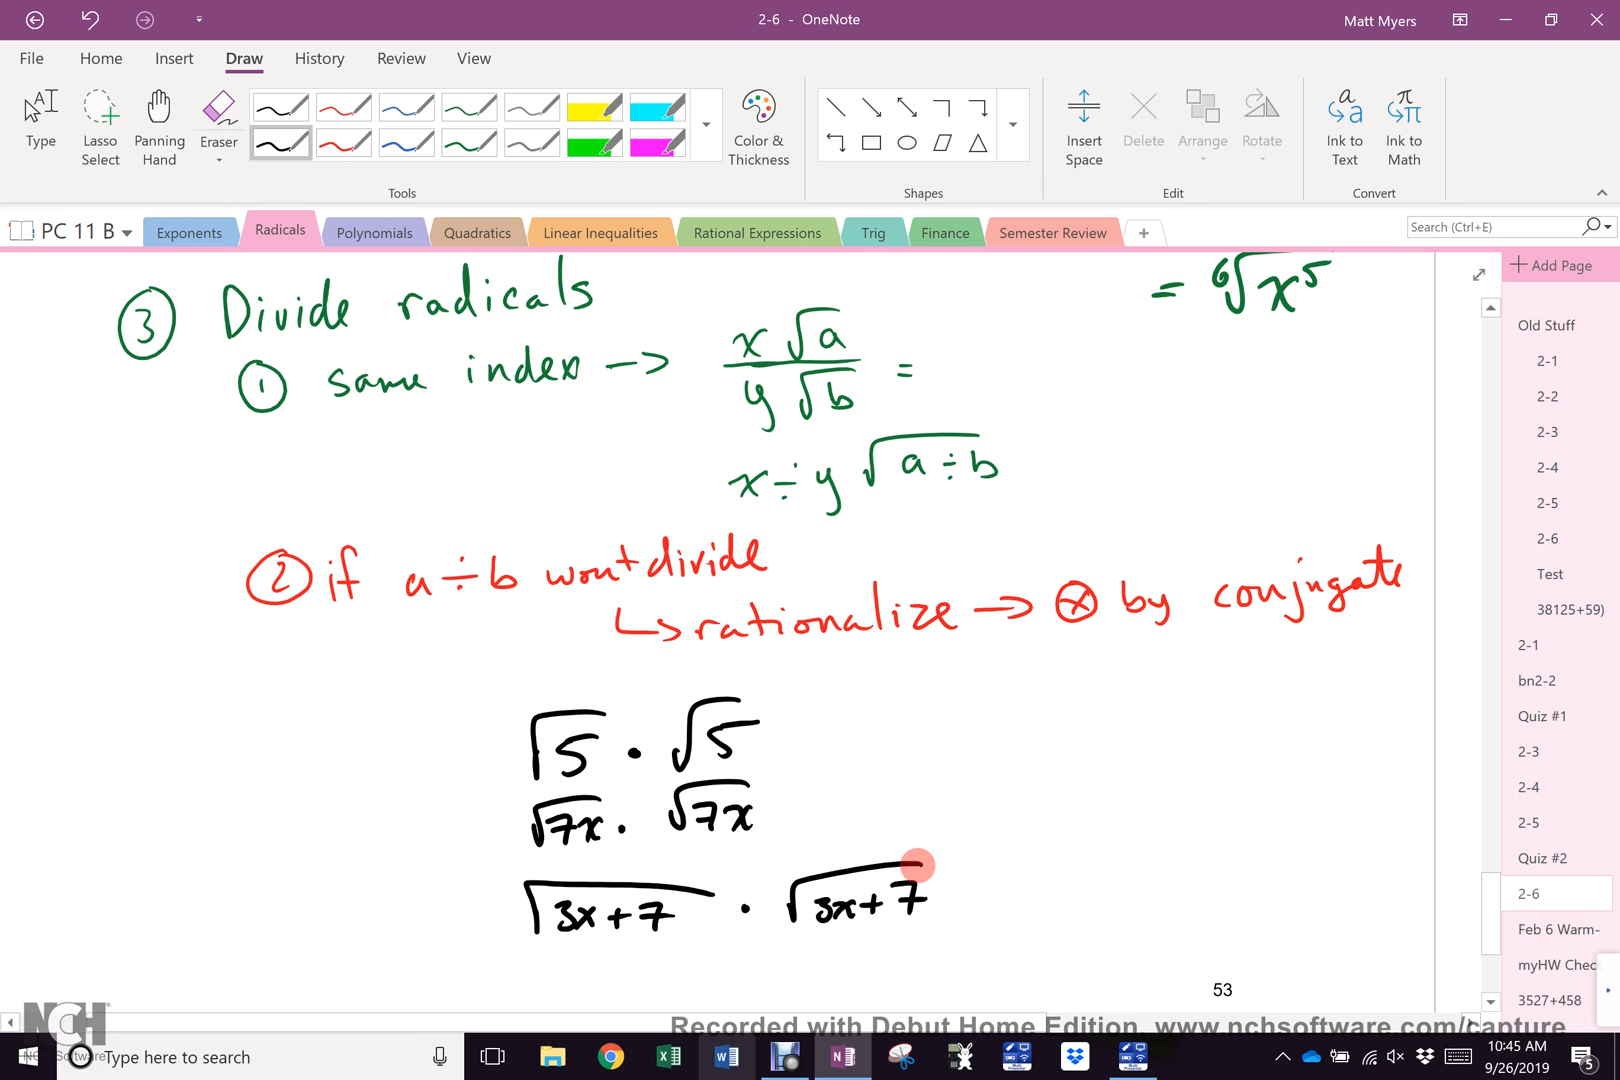 2-6 - OneNote
Matt Myers
File Home Insert Draw History Review View
Type
Lasso Select
Panning Hand
Eraser
Color & Thickness
Insert Space
Delete
Arrange
Rotate
Ink to Text
Ink to Math
Tools
Shapes
Edit
Convert
PC 11 B
Exponents Radicals Polynomials Quadratics Linear Inequalities Rational Expressions Trig Finance Semester Review +
Search (Ctrl+E)
③ Divide radicals
= ⁶√x⁵
① same index → x√a / y√b =
x ÷ y √a ÷ b
② if a ÷ b wont divide
↳ rationalize → ⊗ by conjugate
√5 · √5
√7x · √7x
√3x+7 · √3x+7
53
Add Page
Old Stuff
2-1
2-2
2-3
2-4
2-5
2-6
Test
38125+59)
2-1
bn2-2
Quiz #1
2-3
2-4
2-5
Quiz #2
2-6
Feb 6 Warm-
myHW Chec
3527+458
NCH
NCH Software
Recorded with Debut Home Edition. www.nchsoftware.com/capture
Type here to search
10:45 AM
9/26/2019
5